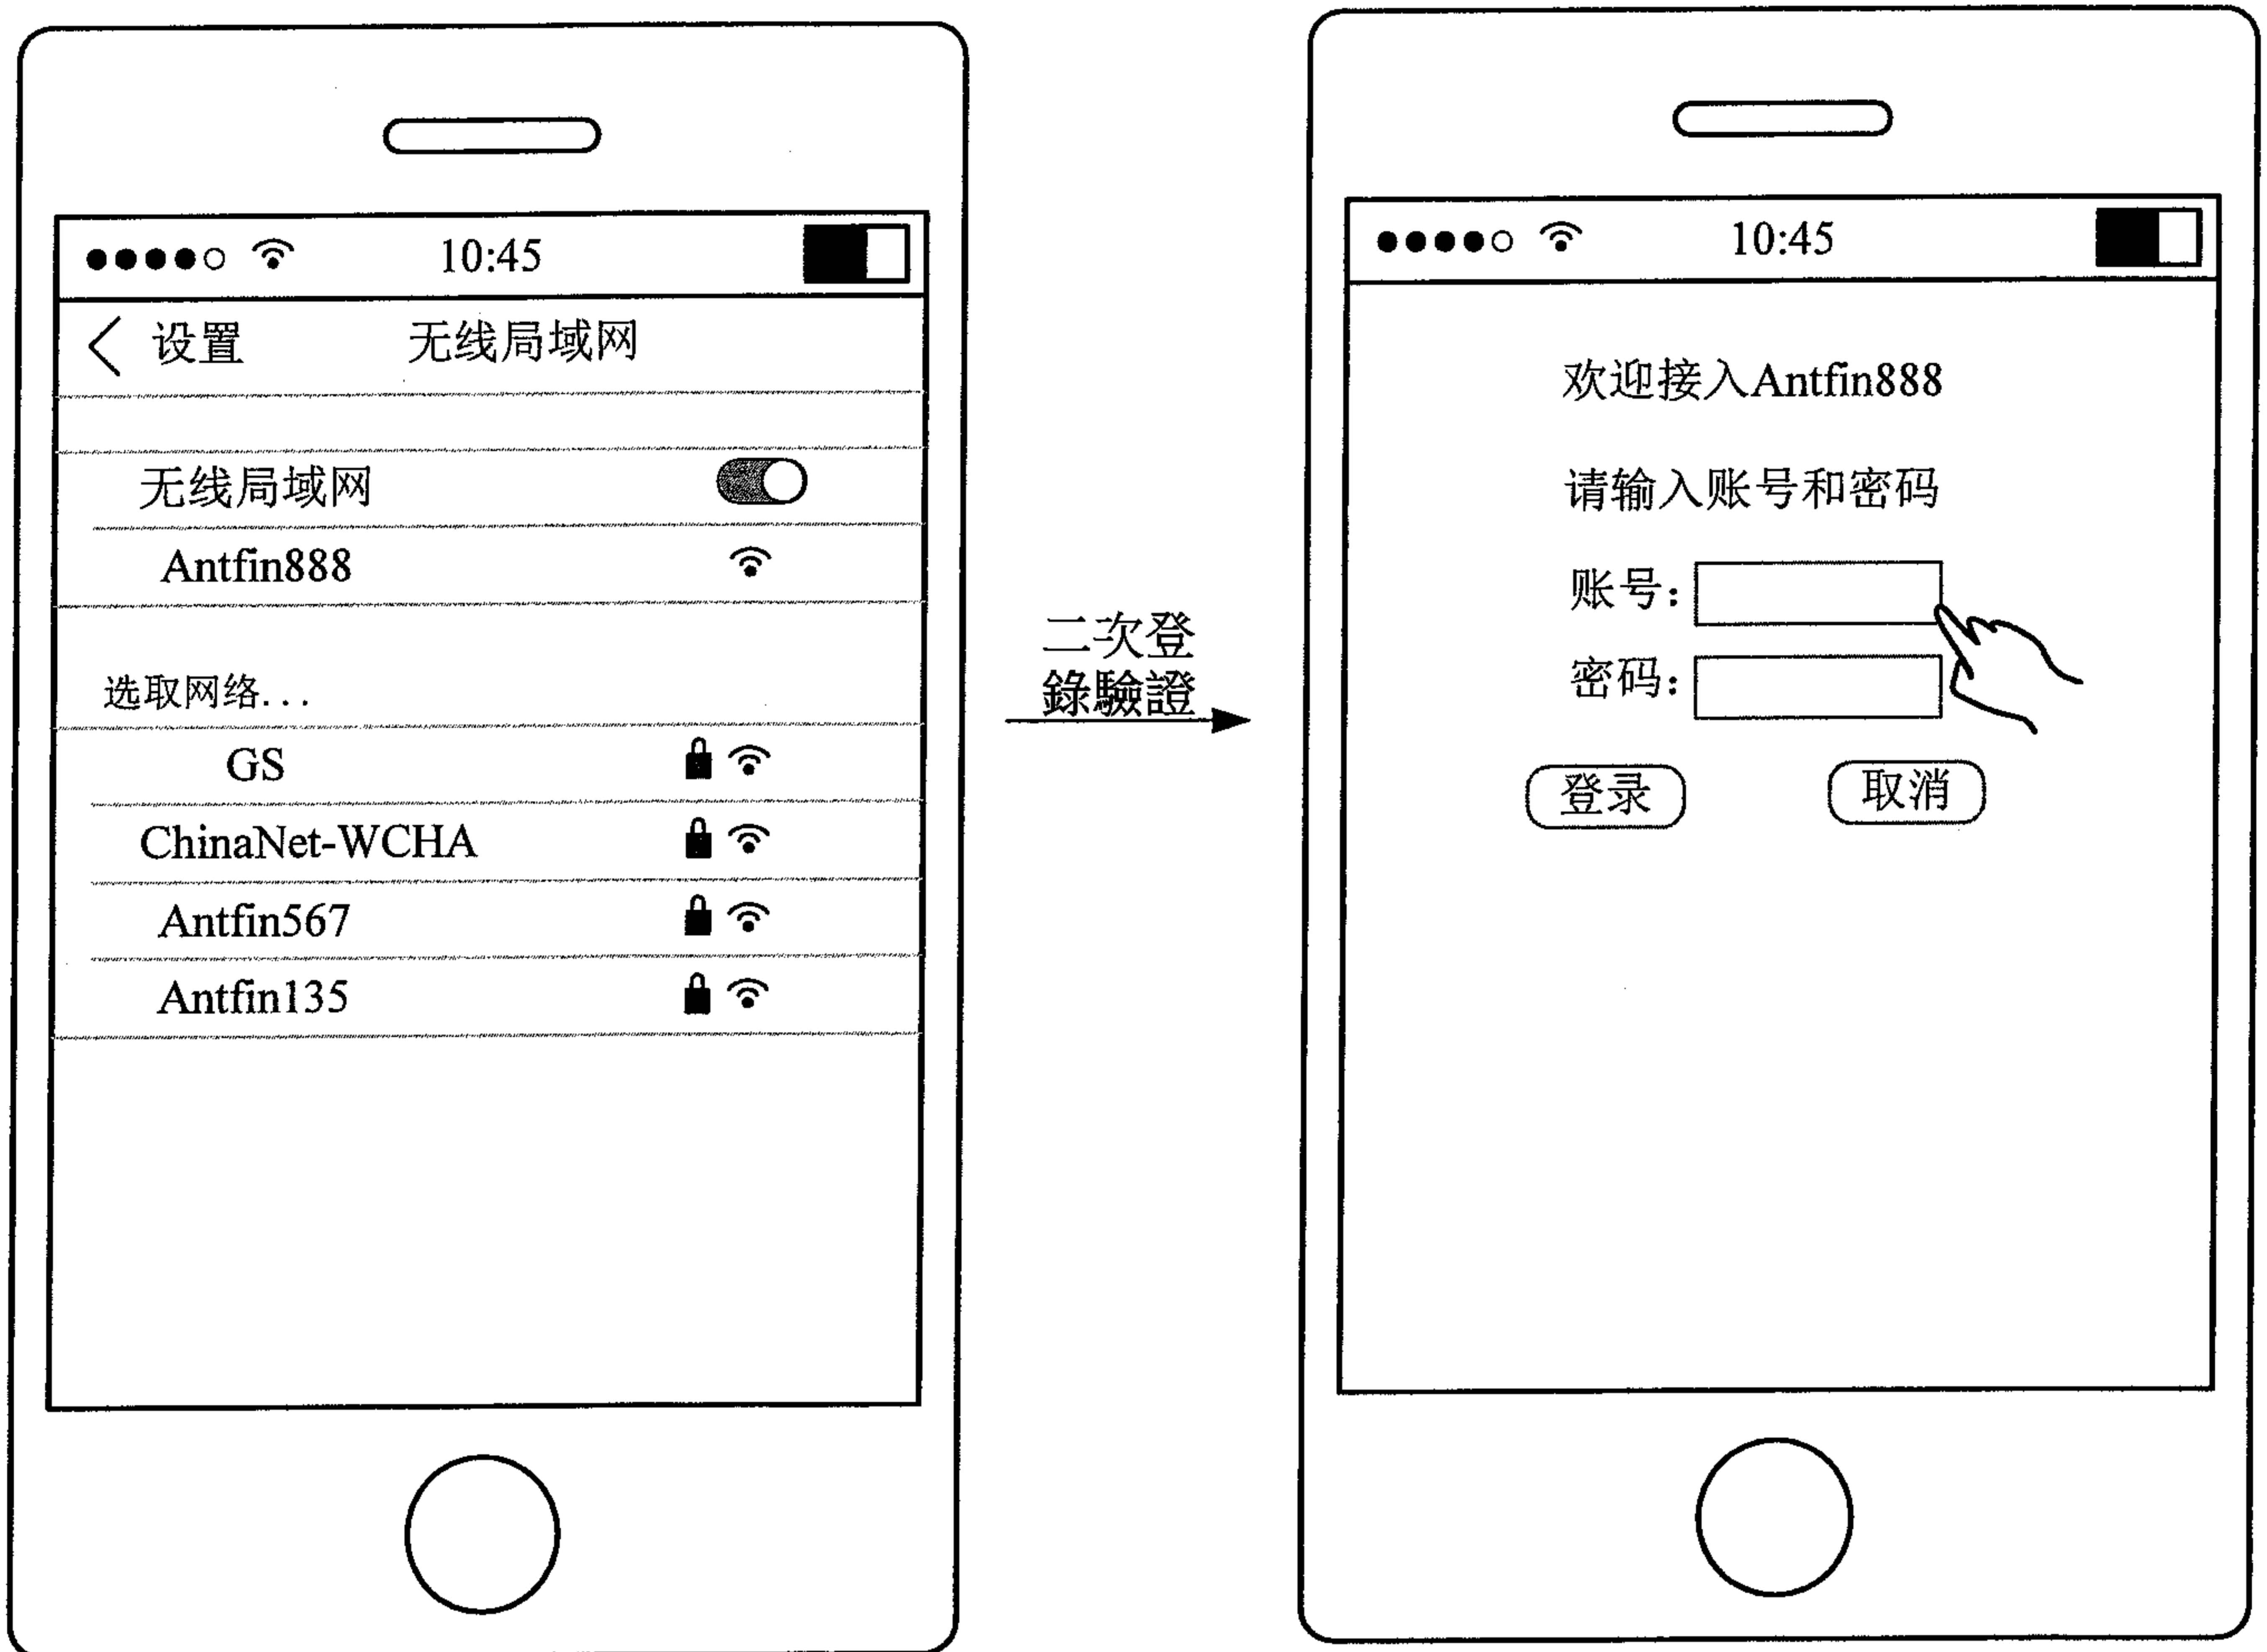 10:45
设置 无线局域网
无线局域网
Antfin888
选取网络...
GS
ChinaNet-WCHA
Antfin567
Antfin135
二次登
錄驗證
10:45
欢迎接入Antfin888
请输入账号和密码
账号:
密码:
登录 取消